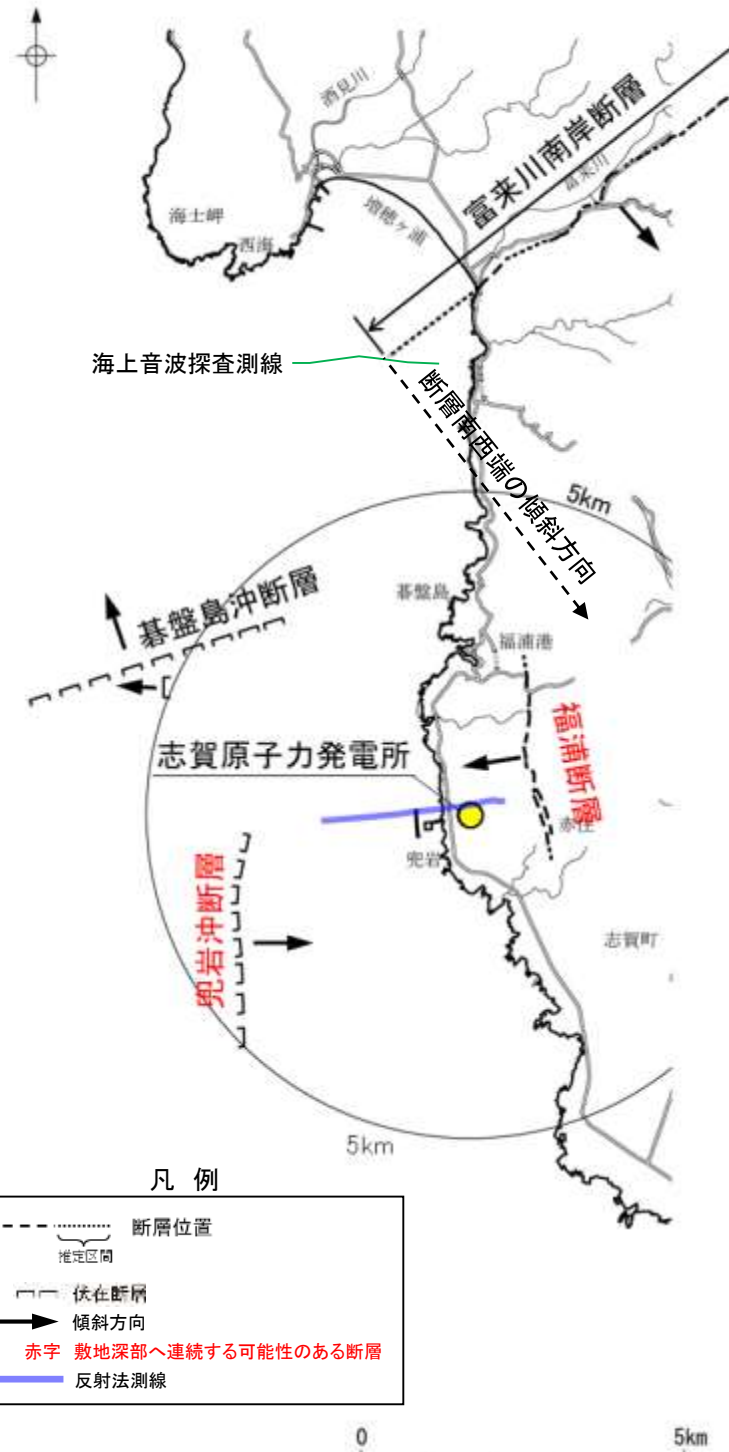 酒見川
富来川南岸断層
富来川
海士岬
西海
増穂ヶ浦
海上音波探査測線
断層南西端の傾斜方向
5km
碁盤島沖断層
碁盤島
福浦港
福浦断層
志賀原子力発電所
赤住
兜岩
兜岩沖断層
志賀町
5km
凡 例
断層位置
推定区間
伏在断層
傾斜方向
赤字 敷地深部へ連続する可能性のある断層
反射法測線
0 5km